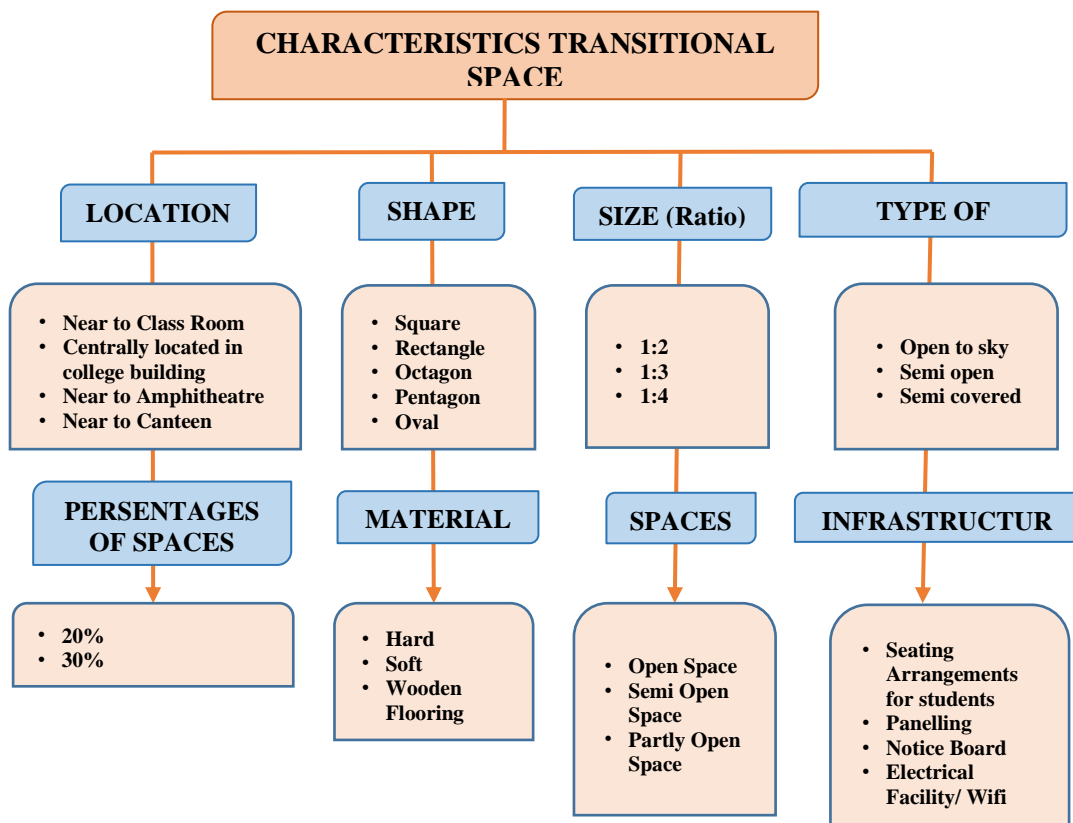 CHARACTERISTICS TRANSITIONAL
SPACE
LOCATION
SHAPE
SIZE (Ratio)
TYPE OF
• Near to Class Room
• Centrally located in
college building
• Near to Amphitheatre
• Near to Canteen
• Square
• Rectangle
• Octagon
• Pentagon
• Oval
• 1:2
• 1:3
• 1:4
• Open to sky
• Semi open
• Semi covered
PERSENTAGES
OF SPACES
MATERIAL
SPACES
INFRASTRUCTUR
• 20%
• 30%
• Hard
• Soft
• Wooden
Flooring
• Open Space
• Semi Open
Space
• Partly Open
Space
• Seating
Arrangements
for students
• Panelling
• Notice Board
• Electrical
Facility/ Wifi